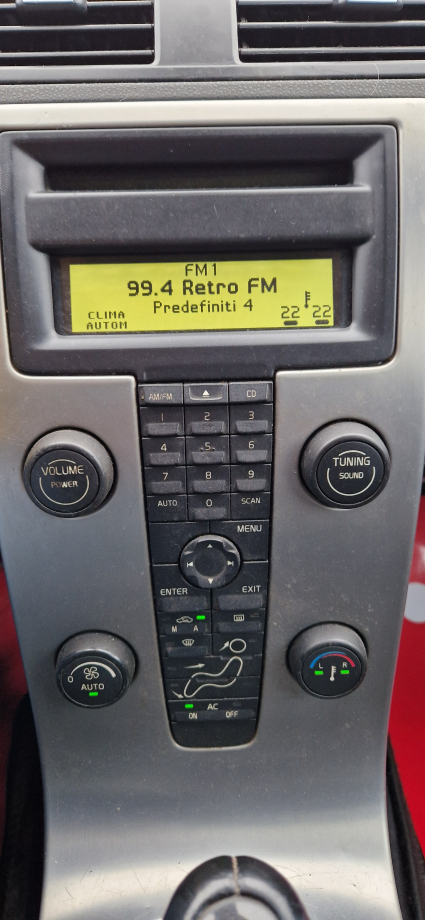 FM1
99.4 Retro FM
Predefiniti 4
CLIMA
AUTOM
22 22
AM/FM CD
1 2 3
4 5 6
7 8 9
AUTO 0 SCAN
VOLUME
POWER
TUNING
SOUND
MENU
ENTER EXIT
M A
0 AUTO
L R
AC
ON OFF